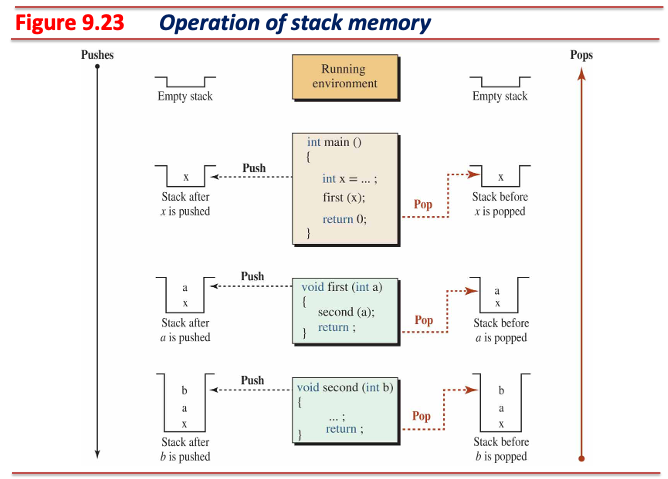 Figure 9.23 Operation of stack memory
Pushes
Pops
Empty stack
Running
environment
Empty stack
x
Stack after
x is pushed
Push
int main ()
{
int x = ... ;
first (x);
return 0;
}
Pop
x
Stack before
x is popped
a
x
Stack after
a is pushed
Push
void first (int a)
{
second (a);
return ;
}
Pop
a
x
Stack before
a is popped
b
a
x
Stack after
b is pushed
Push
void second (int b)
{
... ;
return ;
}
Pop
b
a
x
Stack before
b is popped